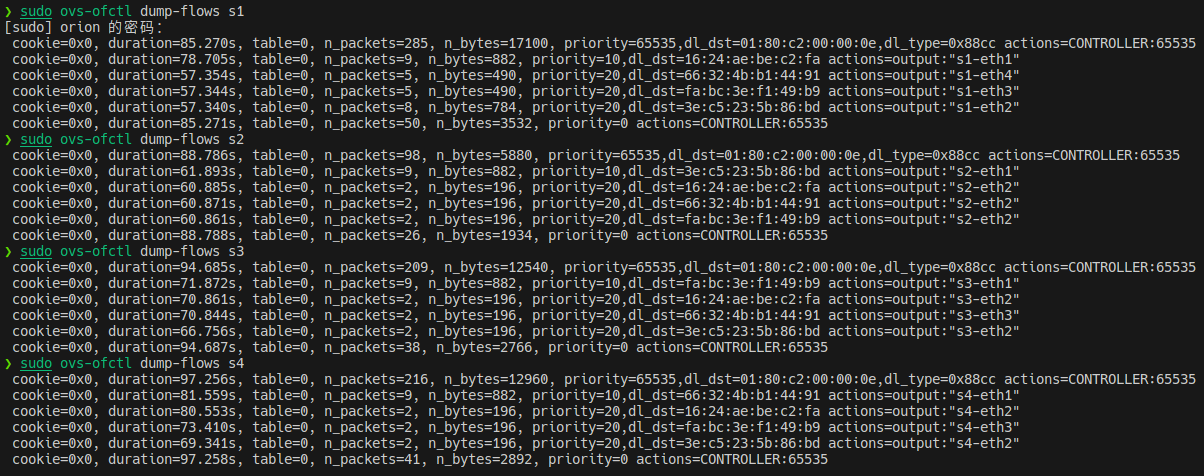 ❯ sudo ovs-ofctl dump-flows s1
[sudo] orion 的密码：
cookie=0x0, duration=85.270s, table=0, n_packets=285, n_bytes=17100, priority=65535,dl_dst=01:80:c2:00:00:0e,dl_type=0x88cc actions=CONTROLLER:65535
cookie=0x0, duration=78.705s, table=0, n_packets=9, n_bytes=882, priority=10,dl_dst=16:24:ae:be:c2:fa actions=output:"s1-eth1"
cookie=0x0, duration=57.354s, table=0, n_packets=5, n_bytes=490, priority=20,dl_dst=66:32:4b:b1:44:91 actions=output:"s1-eth4"
cookie=0x0, duration=57.344s, table=0, n_packets=5, n_bytes=490, priority=20,dl_dst=fa:bc:3e:f1:49:b9 actions=output:"s1-eth3"
cookie=0x0, duration=57.340s, table=0, n_packets=8, n_bytes=784, priority=20,dl_dst=3e:c5:23:5b:86:bd actions=output:"s1-eth2"
cookie=0x0, duration=85.271s, table=0, n_packets=50, n_bytes=3532, priority=0 actions=CONTROLLER:65535
❯ sudo ovs-ofctl dump-flows s2
cookie=0x0, duration=88.786s, table=0, n_packets=98, n_bytes=5880, priority=65535,dl_dst=01:80:c2:00:00:0e,dl_type=0x88cc actions=CONTROLLER:65535
cookie=0x0, duration=61.893s, table=0, n_packets=9, n_bytes=882, priority=10,dl_dst=3e:c5:23:5b:86:bd actions=output:"s2-eth1"
cookie=0x0, duration=60.885s, table=0, n_packets=2, n_bytes=196, priority=20,dl_dst=16:24:ae:be:c2:fa actions=output:"s2-eth2"
cookie=0x0, duration=60.871s, table=0, n_packets=2, n_bytes=196, priority=20,dl_dst=66:32:4b:b1:44:91 actions=output:"s2-eth2"
cookie=0x0, duration=60.861s, table=0, n_packets=2, n_bytes=196, priority=20,dl_dst=fa:bc:3e:f1:49:b9 actions=output:"s2-eth2"
cookie=0x0, duration=88.788s, table=0, n_packets=26, n_bytes=1934, priority=0 actions=CONTROLLER:65535
❯ sudo ovs-ofctl dump-flows s3
cookie=0x0, duration=94.685s, table=0, n_packets=209, n_bytes=12540, priority=65535,dl_dst=01:80:c2:00:00:0e,dl_type=0x88cc actions=CONTROLLER:65535
cookie=0x0, duration=71.872s, table=0, n_packets=9, n_bytes=882, priority=10,dl_dst=fa:bc:3e:f1:49:b9 actions=output:"s3-eth1"
cookie=0x0, duration=70.861s, table=0, n_packets=2, n_bytes=196, priority=20,dl_dst=16:24:ae:be:c2:fa actions=output:"s3-eth2"
cookie=0x0, duration=70.844s, table=0, n_packets=2, n_bytes=196, priority=20,dl_dst=66:32:4b:b1:44:91 actions=output:"s3-eth3"
cookie=0x0, duration=66.756s, table=0, n_packets=2, n_bytes=196, priority=20,dl_dst=3e:c5:23:5b:86:bd actions=output:"s3-eth2"
cookie=0x0, duration=94.687s, table=0, n_packets=38, n_bytes=2766, priority=0 actions=CONTROLLER:65535
❯ sudo ovs-ofctl dump-flows s4
cookie=0x0, duration=97.256s, table=0, n_packets=216, n_bytes=12960, priority=65535,dl_dst=01:80:c2:00:00:0e,dl_type=0x88cc actions=CONTROLLER:65535
cookie=0x0, duration=81.559s, table=0, n_packets=9, n_bytes=882, priority=10,dl_dst=66:32:4b:b1:44:91 actions=output:"s4-eth1"
cookie=0x0, duration=80.553s, table=0, n_packets=2, n_bytes=196, priority=20,dl_dst=16:24:ae:be:c2:fa actions=output:"s4-eth2"
cookie=0x0, duration=73.410s, table=0, n_packets=2, n_bytes=196, priority=20,dl_dst=fa:bc:3e:f1:49:b9 actions=output:"s4-eth3"
cookie=0x0, duration=69.341s, table=0, n_packets=2, n_bytes=196, priority=20,dl_dst=3e:c5:23:5b:86:bd actions=output:"s4-eth2"
cookie=0x0, duration=97.258s, table=0, n_packets=41, n_bytes=2892, priority=0 actions=CONTROLLER:65535